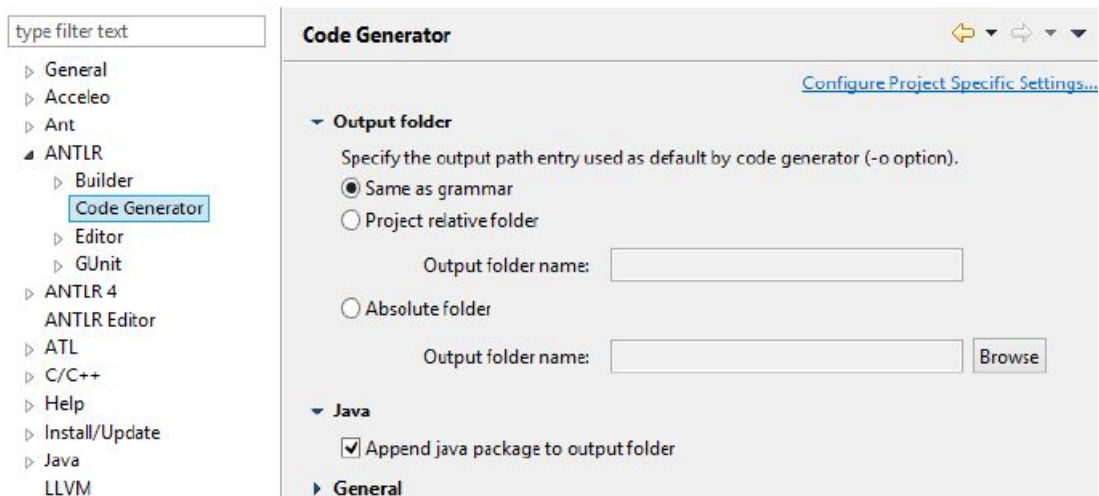 type filter text
General
Acceleo
Ant
ANTLR
Builder
Code Generator
Editor
GUnit
ANTLR 4
ANTLR Editor
ATL
C/C++
Help
Install/Update
Java
LLVM
Code Generator
Configure Project Specific Settings...
Output folder
Specify the output path entry used as default by code generator (-o option).
Same as grammar
Project relative folder
Output folder name:
Absolute folder
Output folder name:
Browse
Java
Append java package to output folder
General